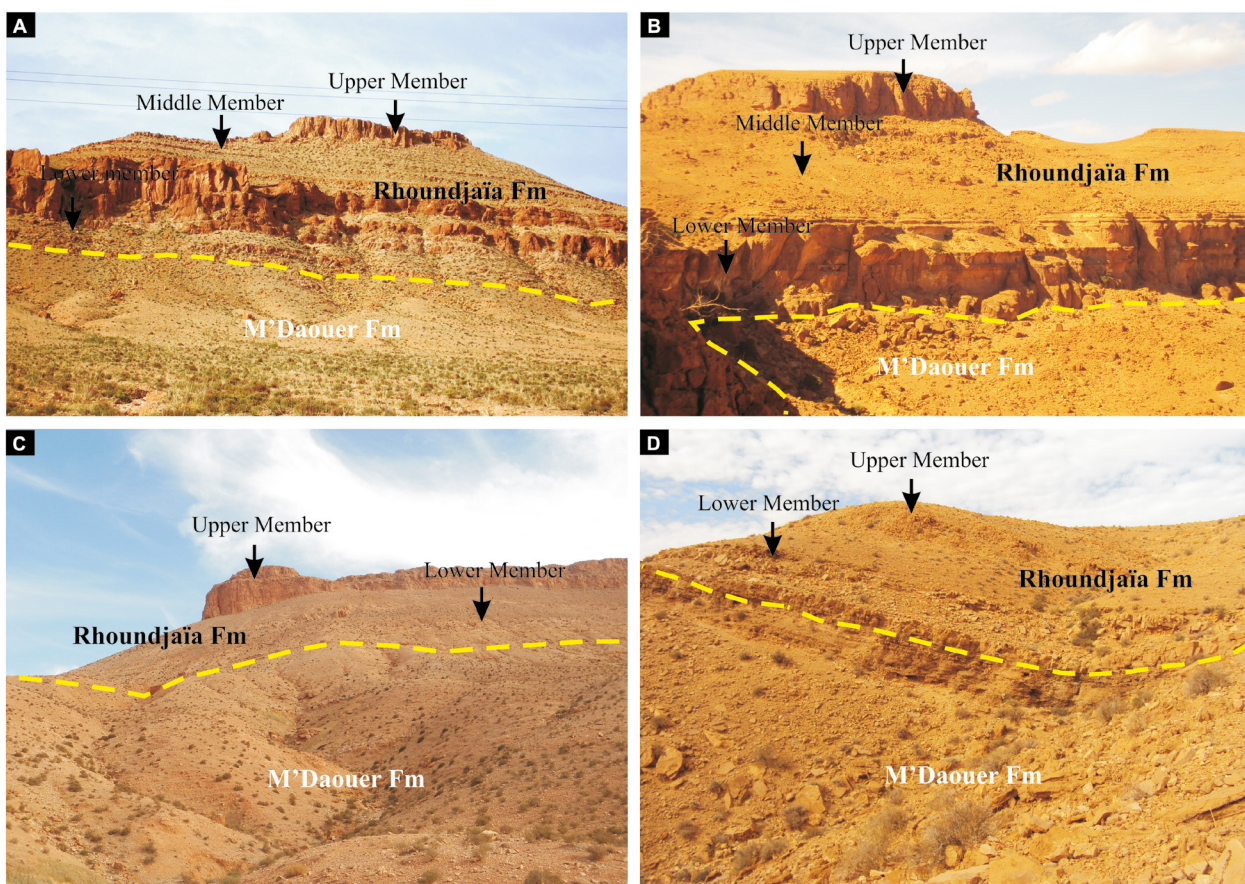 A
Upper Member
Middle Member
Lower member
Rhoundjaïa Fm
M'Daouer Fm
B
Upper Member
Middle Member
Rhoundjaïa Fm
Lower Member
M'Daouer Fm
C
Upper Member
Lower Member
Rhoundjaïa Fm
M'Daouer Fm
D
Upper Member
Lower Member
Rhoundjaïa Fm
M'Daouer Fm